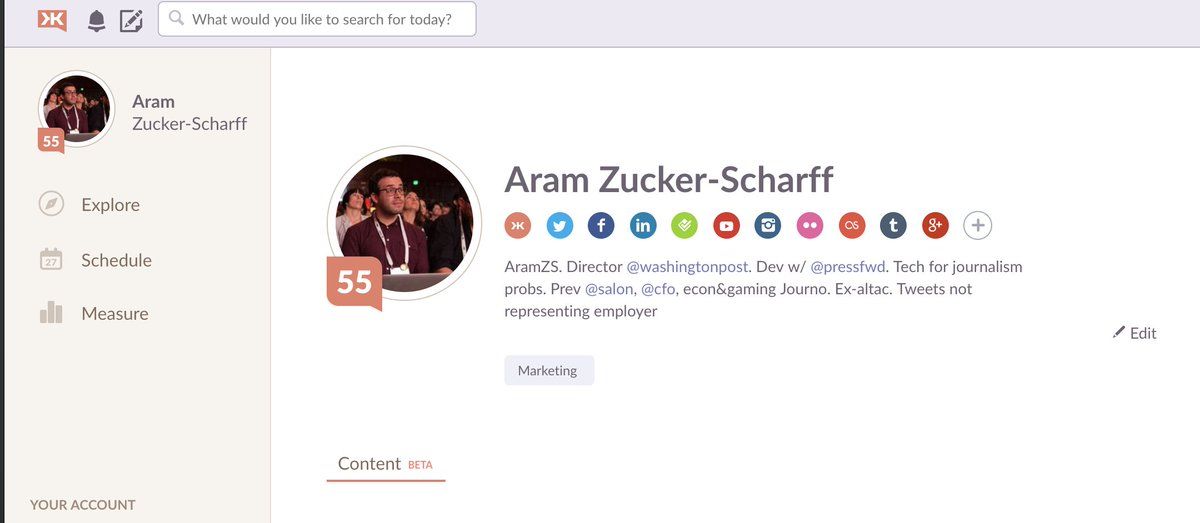 What would you like to search for today?
Aram
Zucker-Scharff
55
Explore
27
Schedule
Measure
YOUR ACCOUNT
Aram Zucker-Scharff
55
AramZS. Director @washingtonpost. Dev w/ @pressfwd. Tech for journalism
probs. Prev @salon, @cfo, econ&gaming Journo. Ex-altac. Tweets not
representing employer
Edit
Marketing
Content BETA